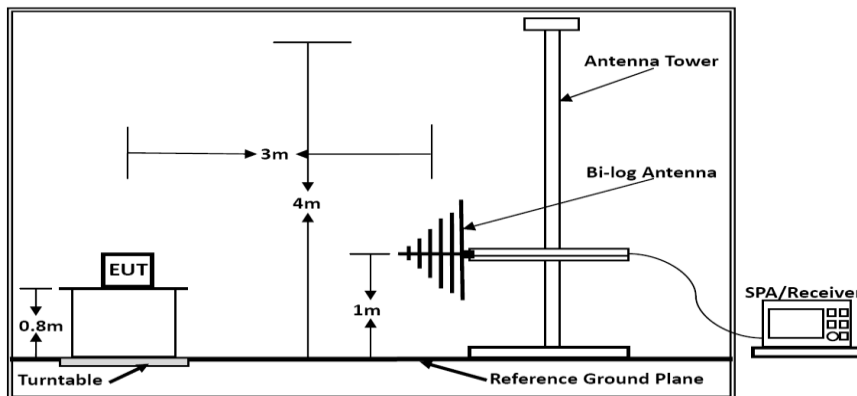 Antenna Tower
3m
Bi-log Antenna
4m
EUT
SPA/Receiver
0.8m
1m
Turntable
Reference Ground Plane